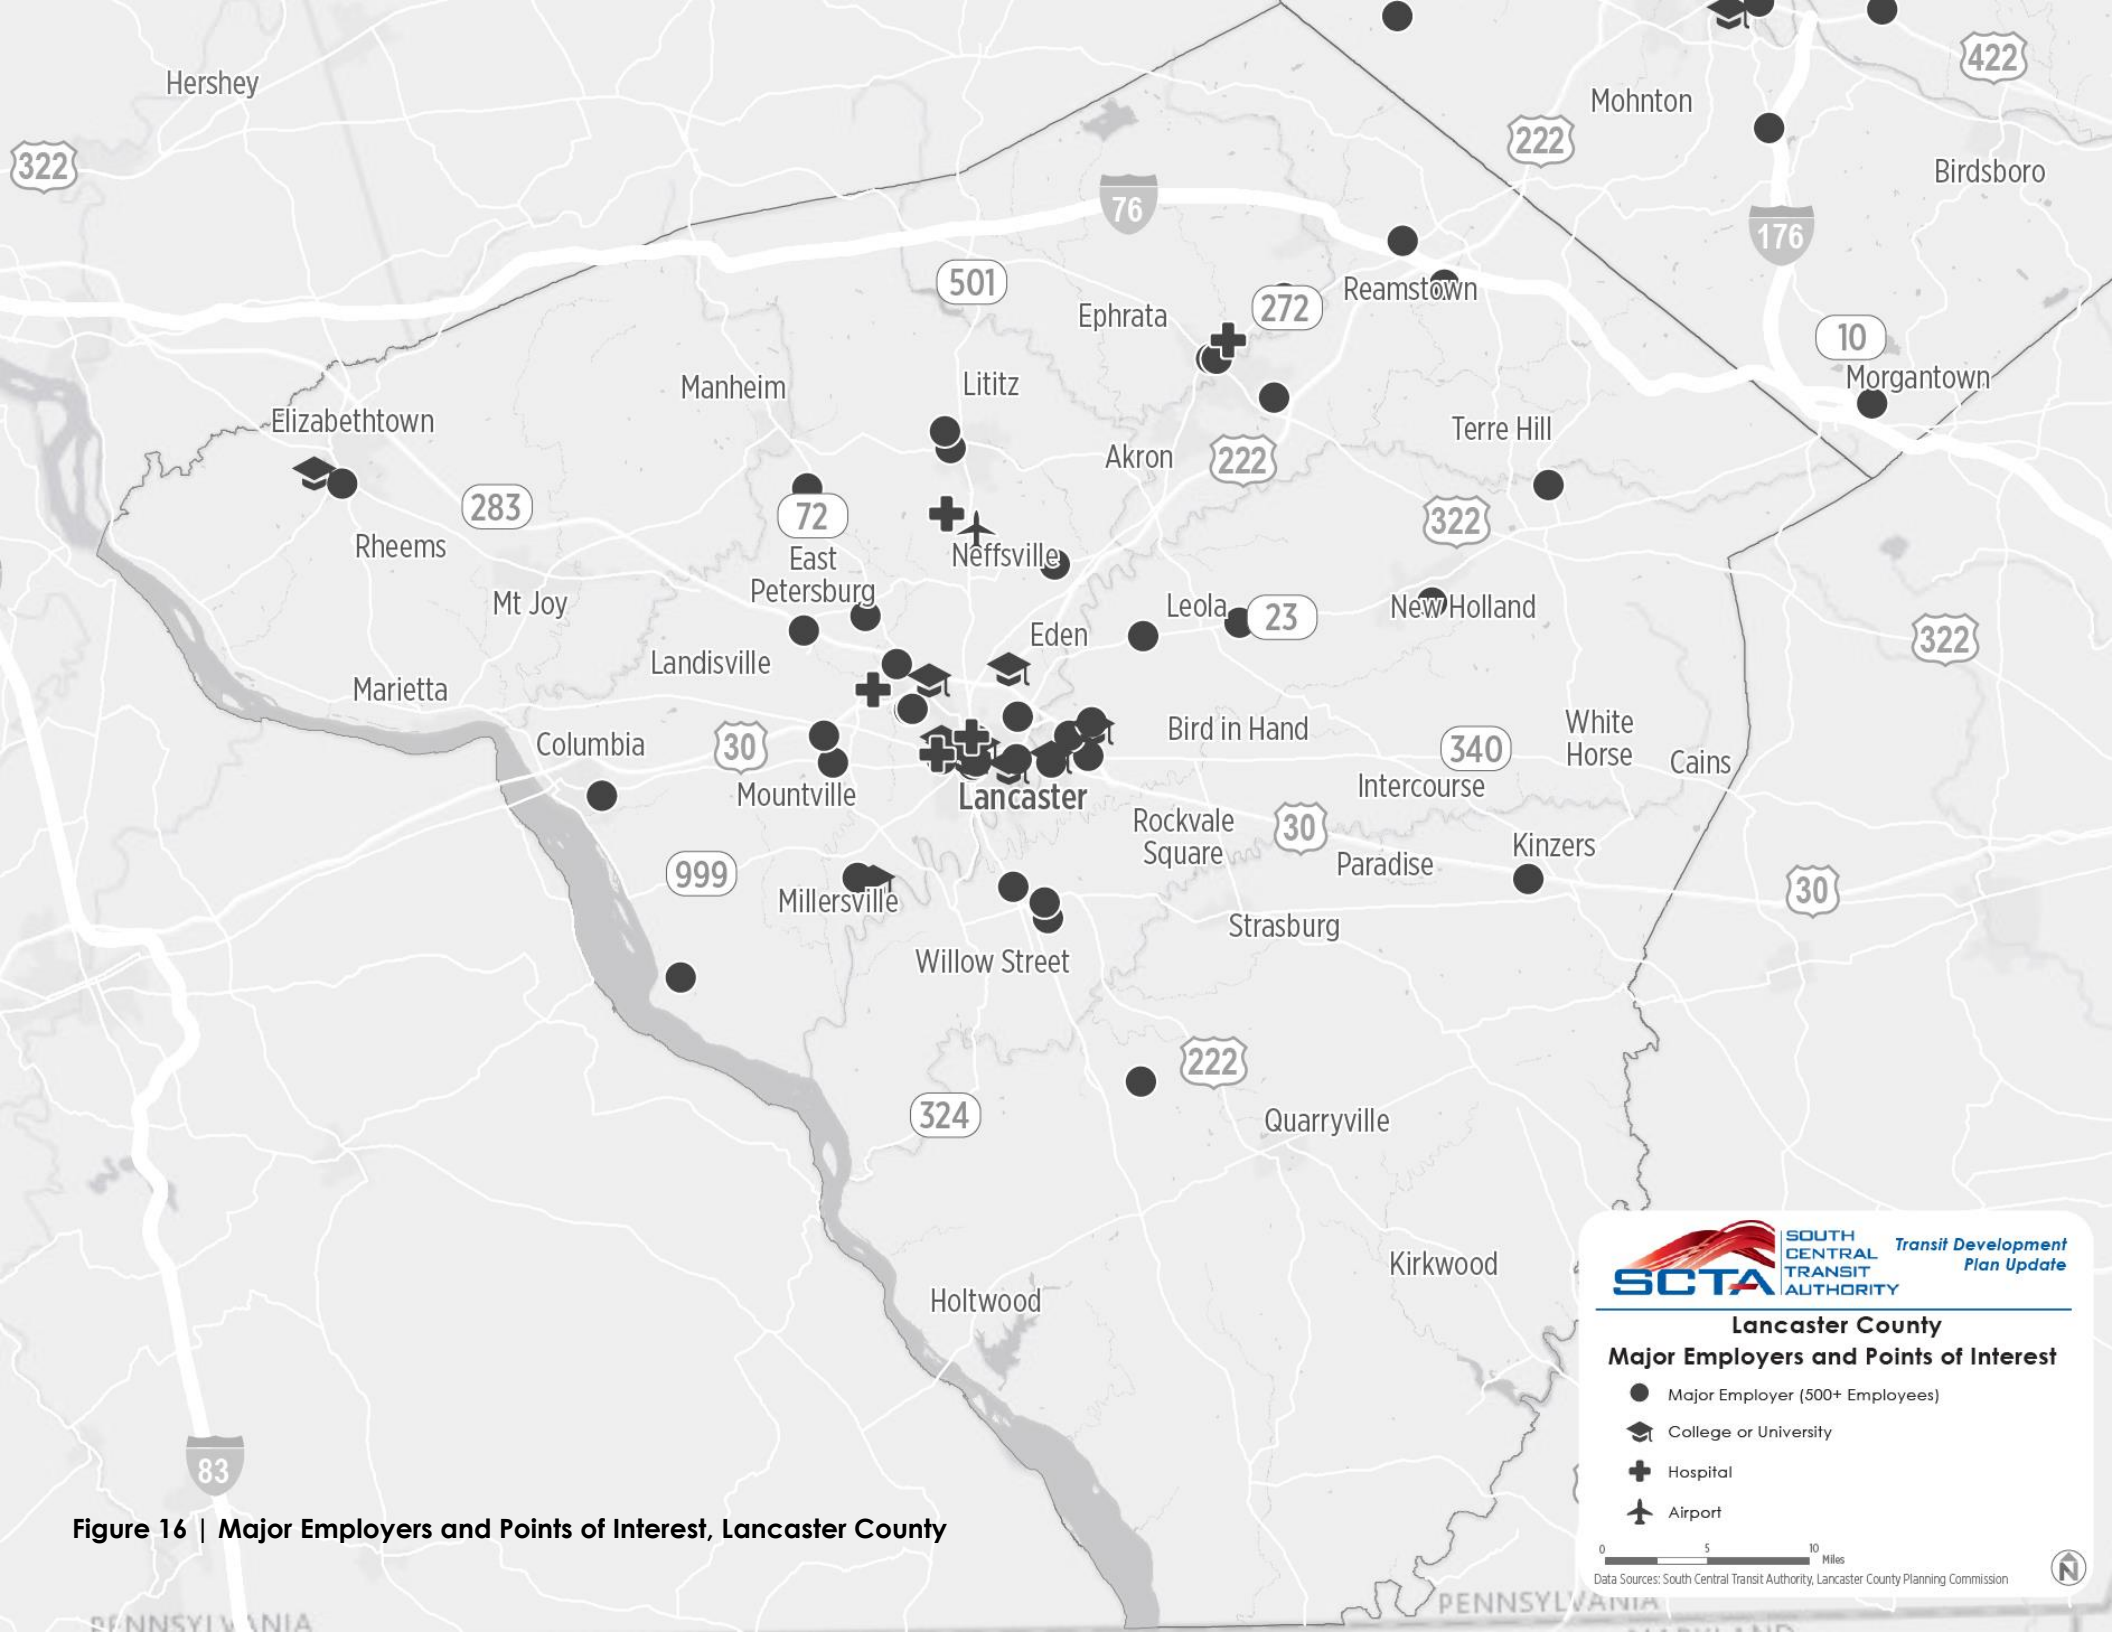 Hershey
422
Mohnton
222
322
Birdsboro
76
176
501
Reamstown
272
Ephrata
10
Morgantown
Manheim
Lititz
Elizabethtown
Terre Hill
Akron
222
283
72
322
Rheems
East
Petersburg
Neffsville
Mt Joy
Leola
23
New Holland
Eden
322
Landisville
Marietta
Bird in Hand
White
Horse
Columbia
30
340
Cains
Intercourse
Mountville
Lancaster
Rockvale
Square
30
Kinzers
Paradise
999
30
Millersville
Strasburg
Willow Street
222
324
Quarryville
Kirkwood
Holtwood
83
SCTA
SOUTH
CENTRAL
TRANSIT
AUTHORITY
Transit Development
Plan Update
Lancaster County
Major Employers and Points of Interest
Major Employer (500+ Employees)
College or University
Hospital
Airport
0 5 10
Miles
N
Data Sources: South Central Transit Authority, Lancaster County Planning Commission
Figure 16 | Major Employers and Points of Interest, Lancaster County
PENNSYLVANIA
PENNSYLVANIA
MARYLAND